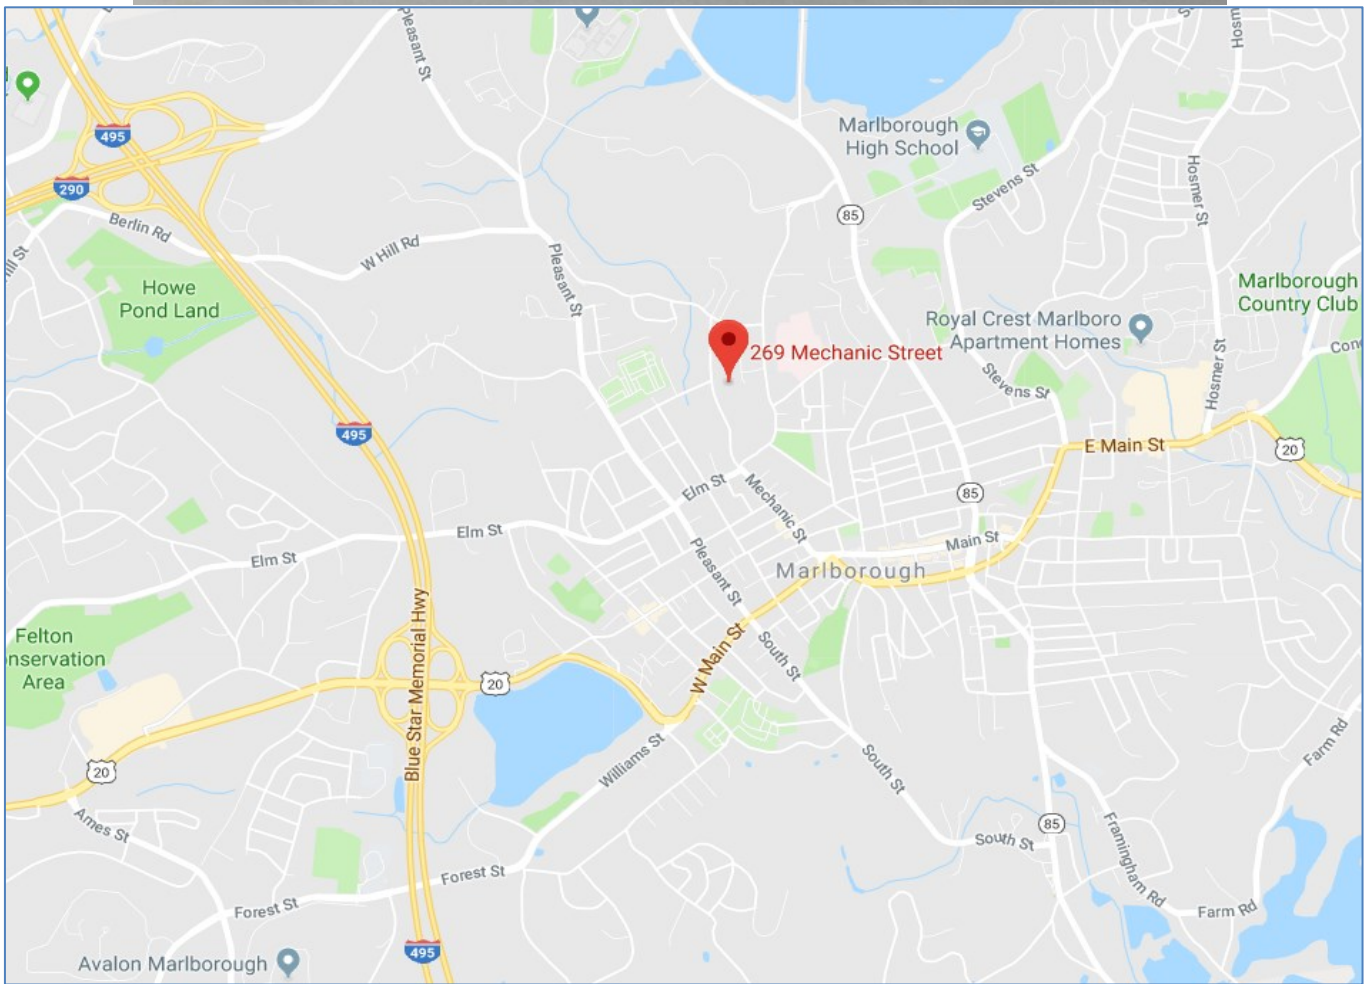 Pleasant St
Hosm
495
Marlborough
High School
290
Stevens St
Hosmer St
85
Berlin Rd
W Hill Rd
Pleasant St
Howe
Pond Land
Marlborough
Country Club
Royal Crest Marlboro
Apartment Homes
269 Mechanic Street
Hosmer St
Stevens St
495
E Main St
20
Elm St
Mechanic St
85
Elm St
Elm St
Main St
Pleasant St
Marlborough
Blue Star Memorial Hwy
Felton
onservation
Area
W Main St
South St
20
20
Williams St
South St
Farm Rd
Ames St
85
South St
Framingham Rd
Forest St
Forest St
Farm Rd
495
Avalon Marlborough